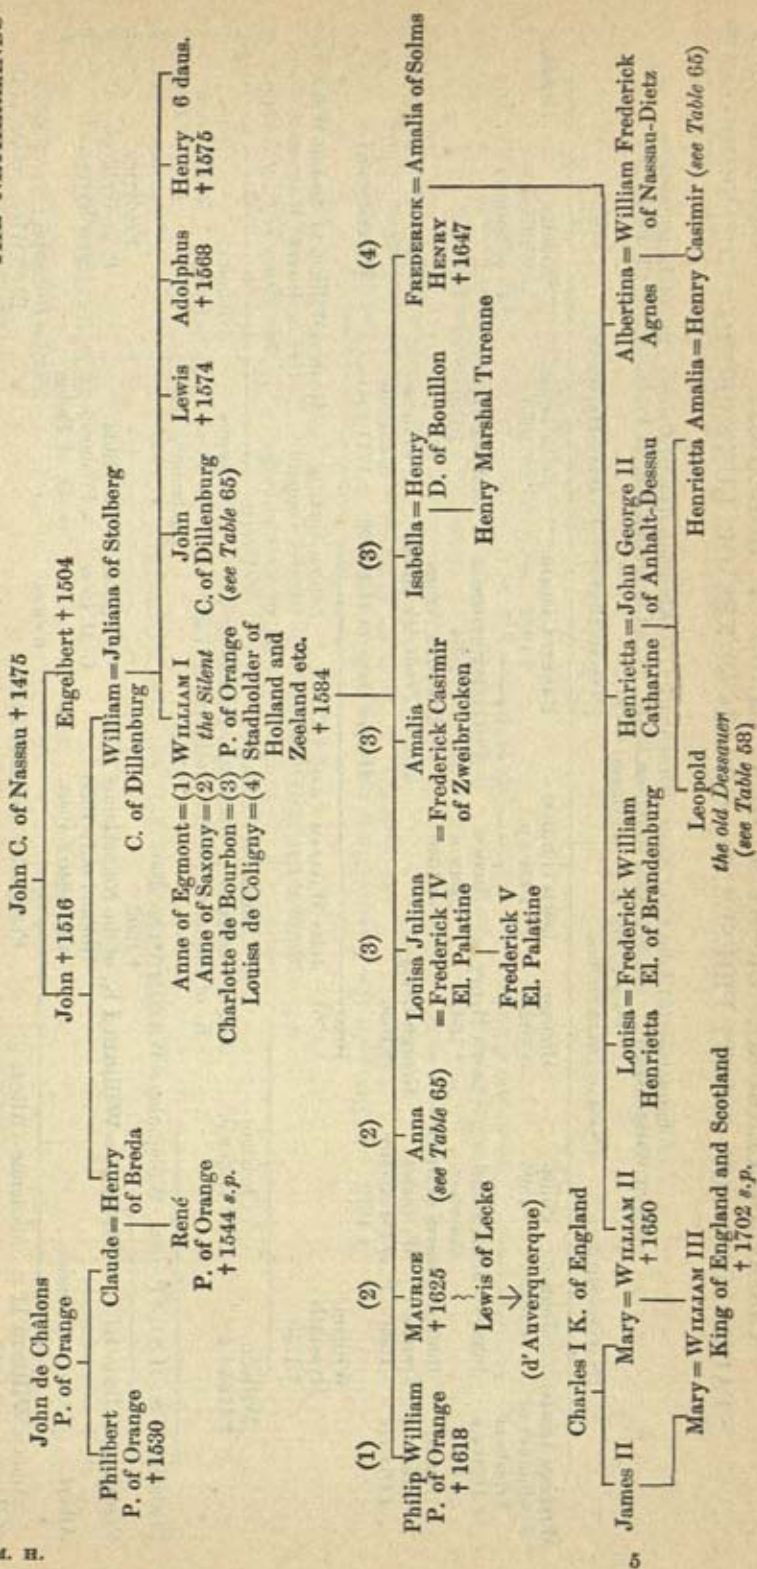 John C. of Nassau † 1475
John de Châlons
P. of Orange
John † 1516
Engelbert † 1504
Philibert
P. of Orange
† 1530
Claude = Henry
of Breda
William = Juliana of Stolberg
C. of Dillenburg
René
P. of Orange
† 1544 s.p.
Anne of Egmont = (1)
Anne of Saxony = (2)
Charlotte de Bourbon = (3)
Louisa de Coligny = (4)
WILLIAM I
the Silent
P. of Orange
Stadholder of
Holland and
Zeeland etc.
† 1584
John
C. of Dillenburg
(see Table 65)
Lewis
† 1574
Adolphus
† 1568
Henry
† 1575
6 daus.
(1)
Philip William
P. of Orange
† 1618
(2)
MAURICE
† 1625
Lewis of Lecke
(d'Auverquerque)
(2)
Anna
(see Table 65)
(3)
Louisa Juliana
= Frederick IV
El. Palatine
Frederick V
El. Palatine
(3)
Amalia
= Frederick Casimir
of Zweibrücken
(3)
Isabella = Henry
D. of Bouillon
Henry Marshal Turenne
(4)
FREDERICK = Amalia of Solms
HENRY
† 1647
Charles I K. of England
James II
Mary = WILLIAM II
† 1650
Louisa = Frederick William
Henrietta El. of Brandenburg
Henrietta = John George II
Catharine of Anhalt-Dessau
Albertina = William Frederick
Agnes of Nassau-Dietz
Mary = WILLIAM III
King of England and Scotland
† 1702 s.p.
Leopold
the old Dessauer
(see Table 58)
Henrietta Amalia = Henry Casimir (see Table 65)
M. H.
5